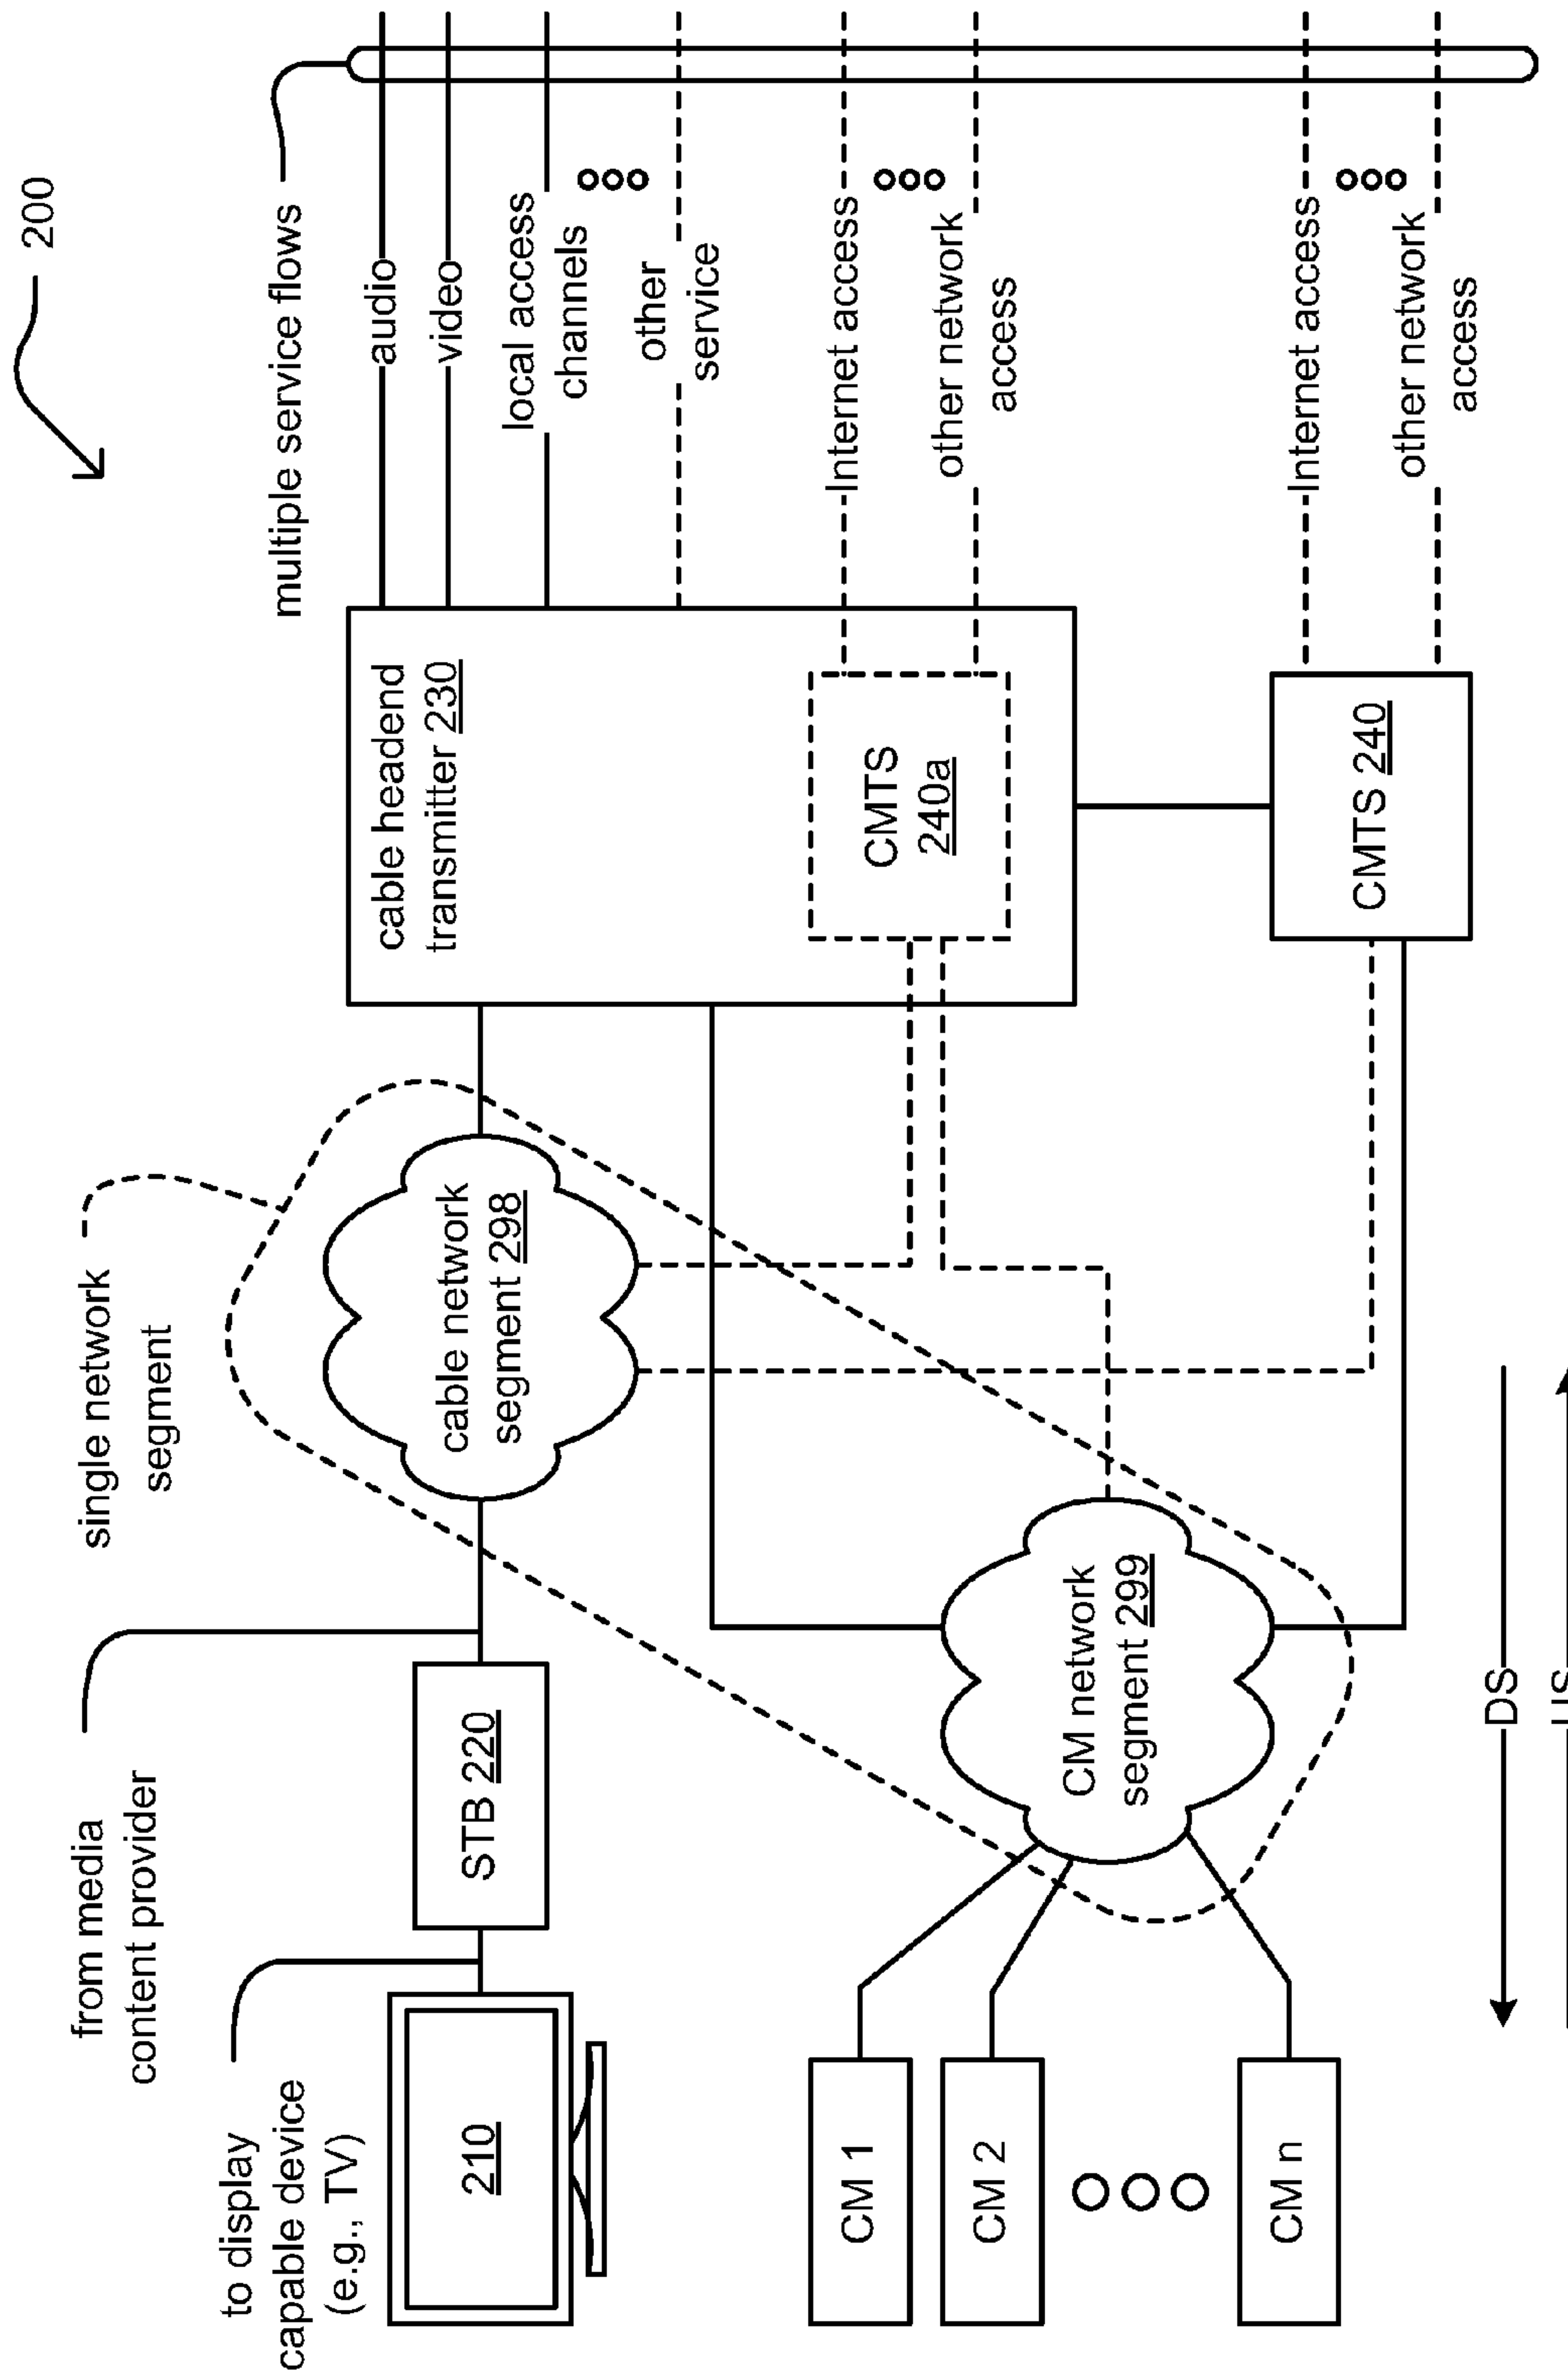 200
multiple service flows
audio
video
local access
channels
other
service
Internet access
other network
access
Internet access
other network
access
cable headend
transmitter 230
CMTS
240a
CMTS 240
single network
segment
cable network
segment 298
CM network
segment 299
from media
content provider
STB 220
to display
capable device
(e.g., TV)
210
CM 1
CM 2
CM n
DS
US